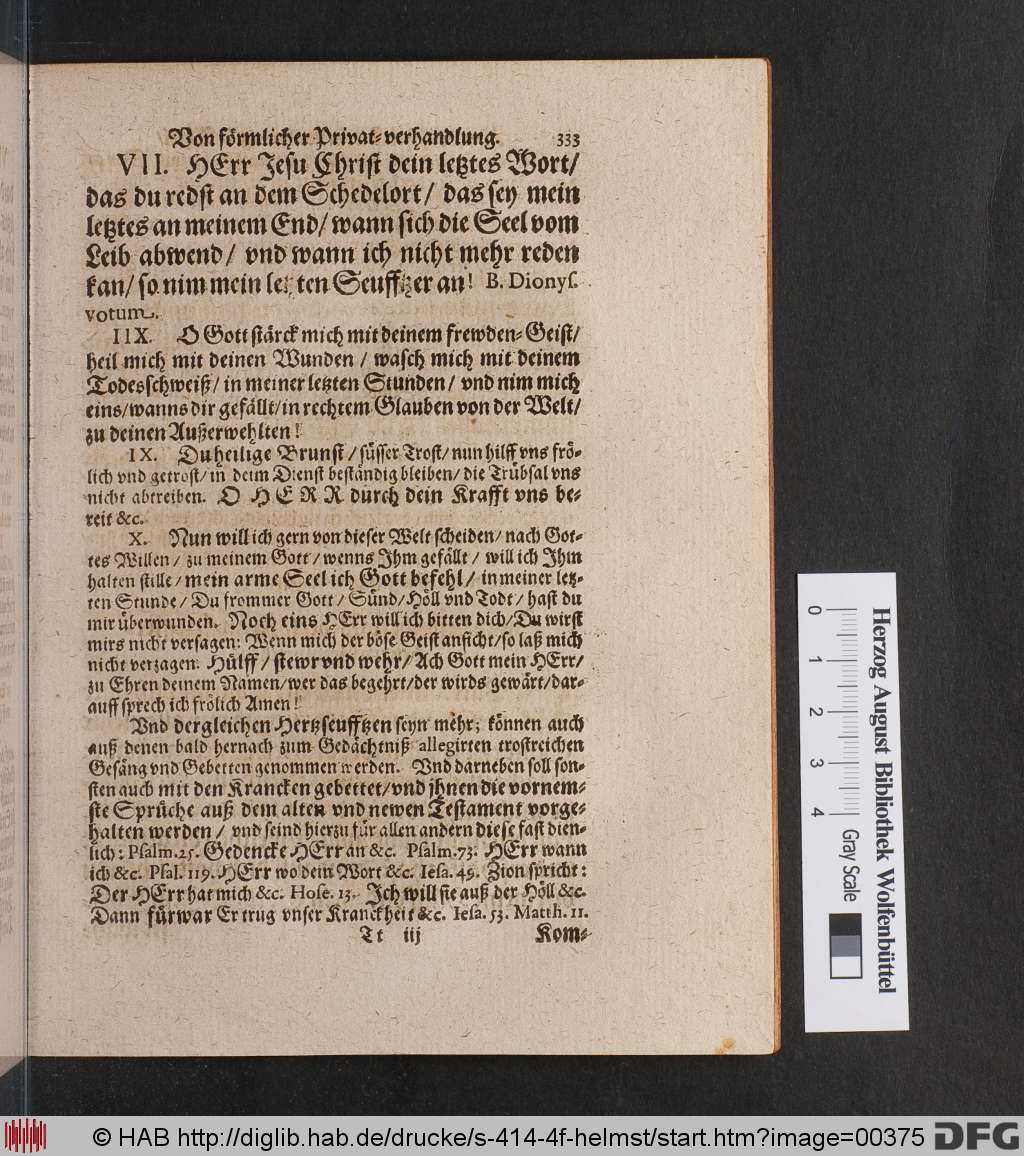 Von förmlicher Privat-verhandlung. 333
VII. HErr Jesu Christ dein letztes Wort/
das du redst an dem Schedelort/ das sey mein
letztes an meinem End/ wann sich die Seel vom
Leib abwend/ vnd wann ich nicht mehr reden
kan/ so nim mein letzten Seufftzer an! B. Dionys.
votum.
IIX. O Gott stärck mich mit deinem frewden-Geist/
heil mich mit deinen Wunden/ wasch mich mit deinem
Todesschweiß/ in meiner letzten Stunden/ vnd nim mich
eins/ wanns dir gefällt/ in rechtem Glauben von der Welt/
zu deinen Außerwehlten!
IX. Du heilige Brunst/ süsser Trost/ nun hilff vns frö-
lich vnd getrost/ in deim Dienst beständig bleiben/ die Trübsal vns
nicht abtreiben. O HERR durch dein Krafft vns be-
reit &c.
X. Nun will ich gern von dieser Welt scheiden/ nach Got-
tes Willen/ zu meinem Gott/ wenns Ihm gefällt/ will ich Ihm
halten stille/ mein arme Seel ich Gott befehl/ in meiner letz-
ten Stunde/ Du frommer Gott/ Sünd/ Höll vnd Todt/ hast du
mir überwunden. Noch eins HErr will ich bitten dich/ Du wirst
mirs nicht versagen: Wenn mich der böse Geist anficht/ so laß mich
nicht verzagen. Hülff/ stewr vnd wehr/ Ach Gott mein HErr/
zu Ehren deinem Namen/ wer das begehrt/ der wirds gewärt/ dar-
auff sprech ich frölich Amen!
Vnd dergleichen Hertzseufftzen seyn mehr; können auch
auß denen bald hernach zum Gedächtniß allegirten trostreichen
Gesäng vnd Gebetten genommen werden. Vnd darneben soll son-
sten auch mit den Krancken gebettet/ vnd jhnen die vornem-
ste Sprüche auß dem alten vnd newen Testament vorge-
halten werden/ vnd seind hierzu für allen andern diese fast dien-
lich: Psalm. 25. Gedencke HErr an &c. Psalm. 73. HErr wann
ich &c. Psal. 119. HErr wo dein Wort &c. Iesa. 49. Zion spricht:
Der HErr hat mich &c. Hose. 13. Ich will sie auß der Höll &c.
Dann fürwar Er trug vnser Kranckheit &c. Iesa. 53. Matth. 11.
Tt iij Kom-
Herzog August Bibliothek Wolfenbüttel
0 1 2 3 4 Gray Scale
© HAB http://diglib.hab.de/drucke/s-414-4f-helmst/start.htm?image=00375 DFG